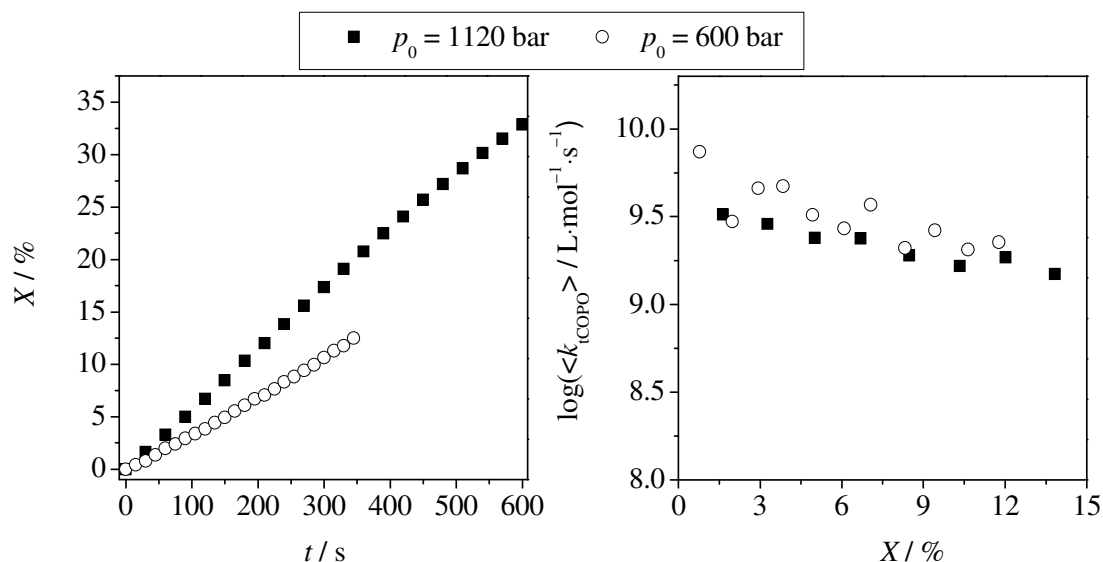 p₀ = 1120 bar p₀ = 600 bar
35
30
25
20
15
10
5
0
X / %
0 100 200 300 400 500 600
t / s
10.0
9.5
9.0
8.5
8.0
log(<k_tCOPO> / L·mol⁻¹·s⁻¹)
0 3 6 9 12 15
X / %